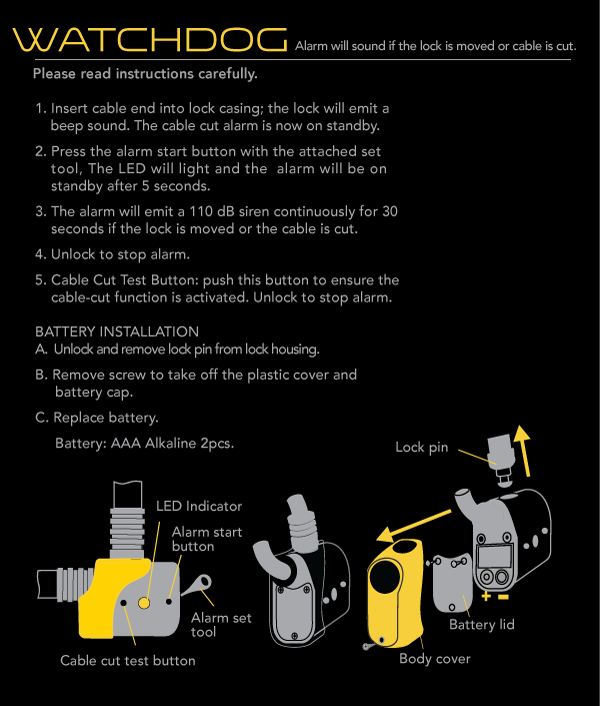 WATCHDOG Alarm will sound if the lock is moved or cable is cut.
Please read instructions carefully.
1. Insert cable end into lock casing; the lock will emit a
beep sound. The cable cut alarm is now on standby.
2. Press the alarm start button with the attached set
tool, The LED will light and the alarm will be on
standby after 5 seconds.
3. The alarm will emit a 110 dB siren continuously for 30
seconds if the lock is moved or the cable is cut.
4. Unlock to stop alarm.
5. Cable Cut Test Button: push this button to ensure the
cable-cut function is activated. Unlock to stop alarm.
BATTERY INSTALLATION
A. Unlock and remove lock pin from lock housing.
B. Remove screw to take off the plastic cover and
battery cap.
C. Replace battery.
Battery: AAA Alkaline 2pcs.
Lock pin
LED Indicator
Alarm start
button
Alarm set
tool
Cable cut test button
+ -
Battery lid
Body cover